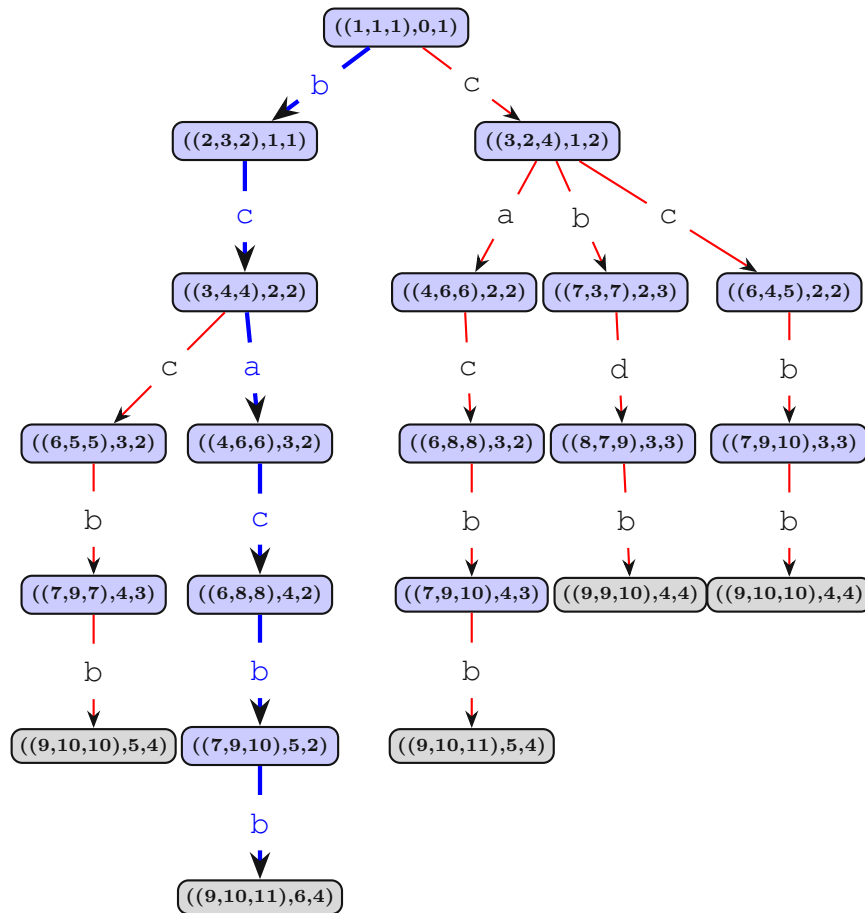 ((1,1,1),0,1)
b c
((2,3,2),1,1) ((3,2,4),1,2)
c a b c
((3,4,4),2,2) ((4,6,6),2,2) ((7,3,7),2,3) ((6,4,5),2,2)
c a c d b
((6,5,5),3,2) ((4,6,6),3,2) ((6,8,8),3,2) ((8,7,9),3,3) ((7,9,10),3,3)
b c b b b
((7,9,7),4,3) ((6,8,8),4,2) ((7,9,10),4,3) ((9,9,10),4,4) ((9,10,10),4,4)
b b b
((9,10,10),5,4) ((7,9,10),5,2) ((9,10,11),5,4)
b
((9,10,11),6,4)